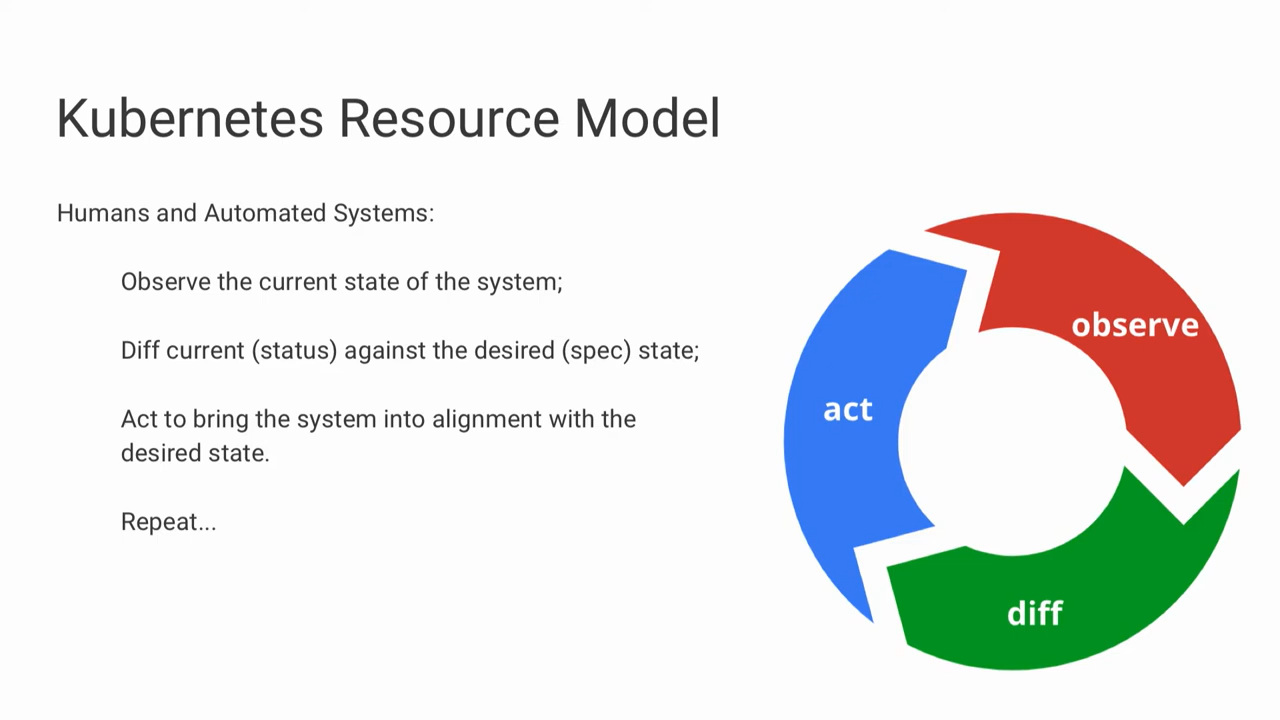 Kubernetes Resource Model
Humans and Automated Systems:
Observe the current state of the system;
Diff current (status) against the desired (spec) state;
Act to bring the system into alignment with the
desired state.
Repeat...
observe
act
diff